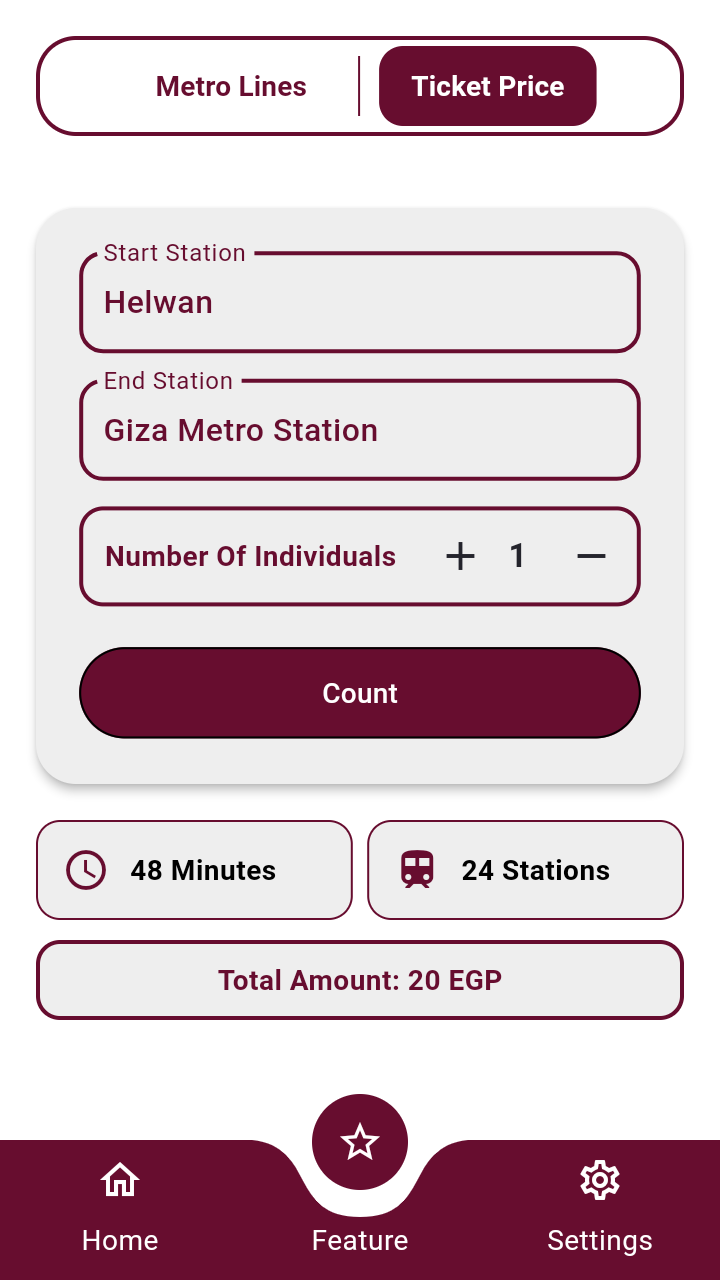 Metro Lines
Ticket Price
Start Station
Helwan
End Station
Giza Metro Station
Number Of Individuals
1
Count
48 Minutes
24 Stations
Total Amount: 20 EGP
Home
Feature
Settings